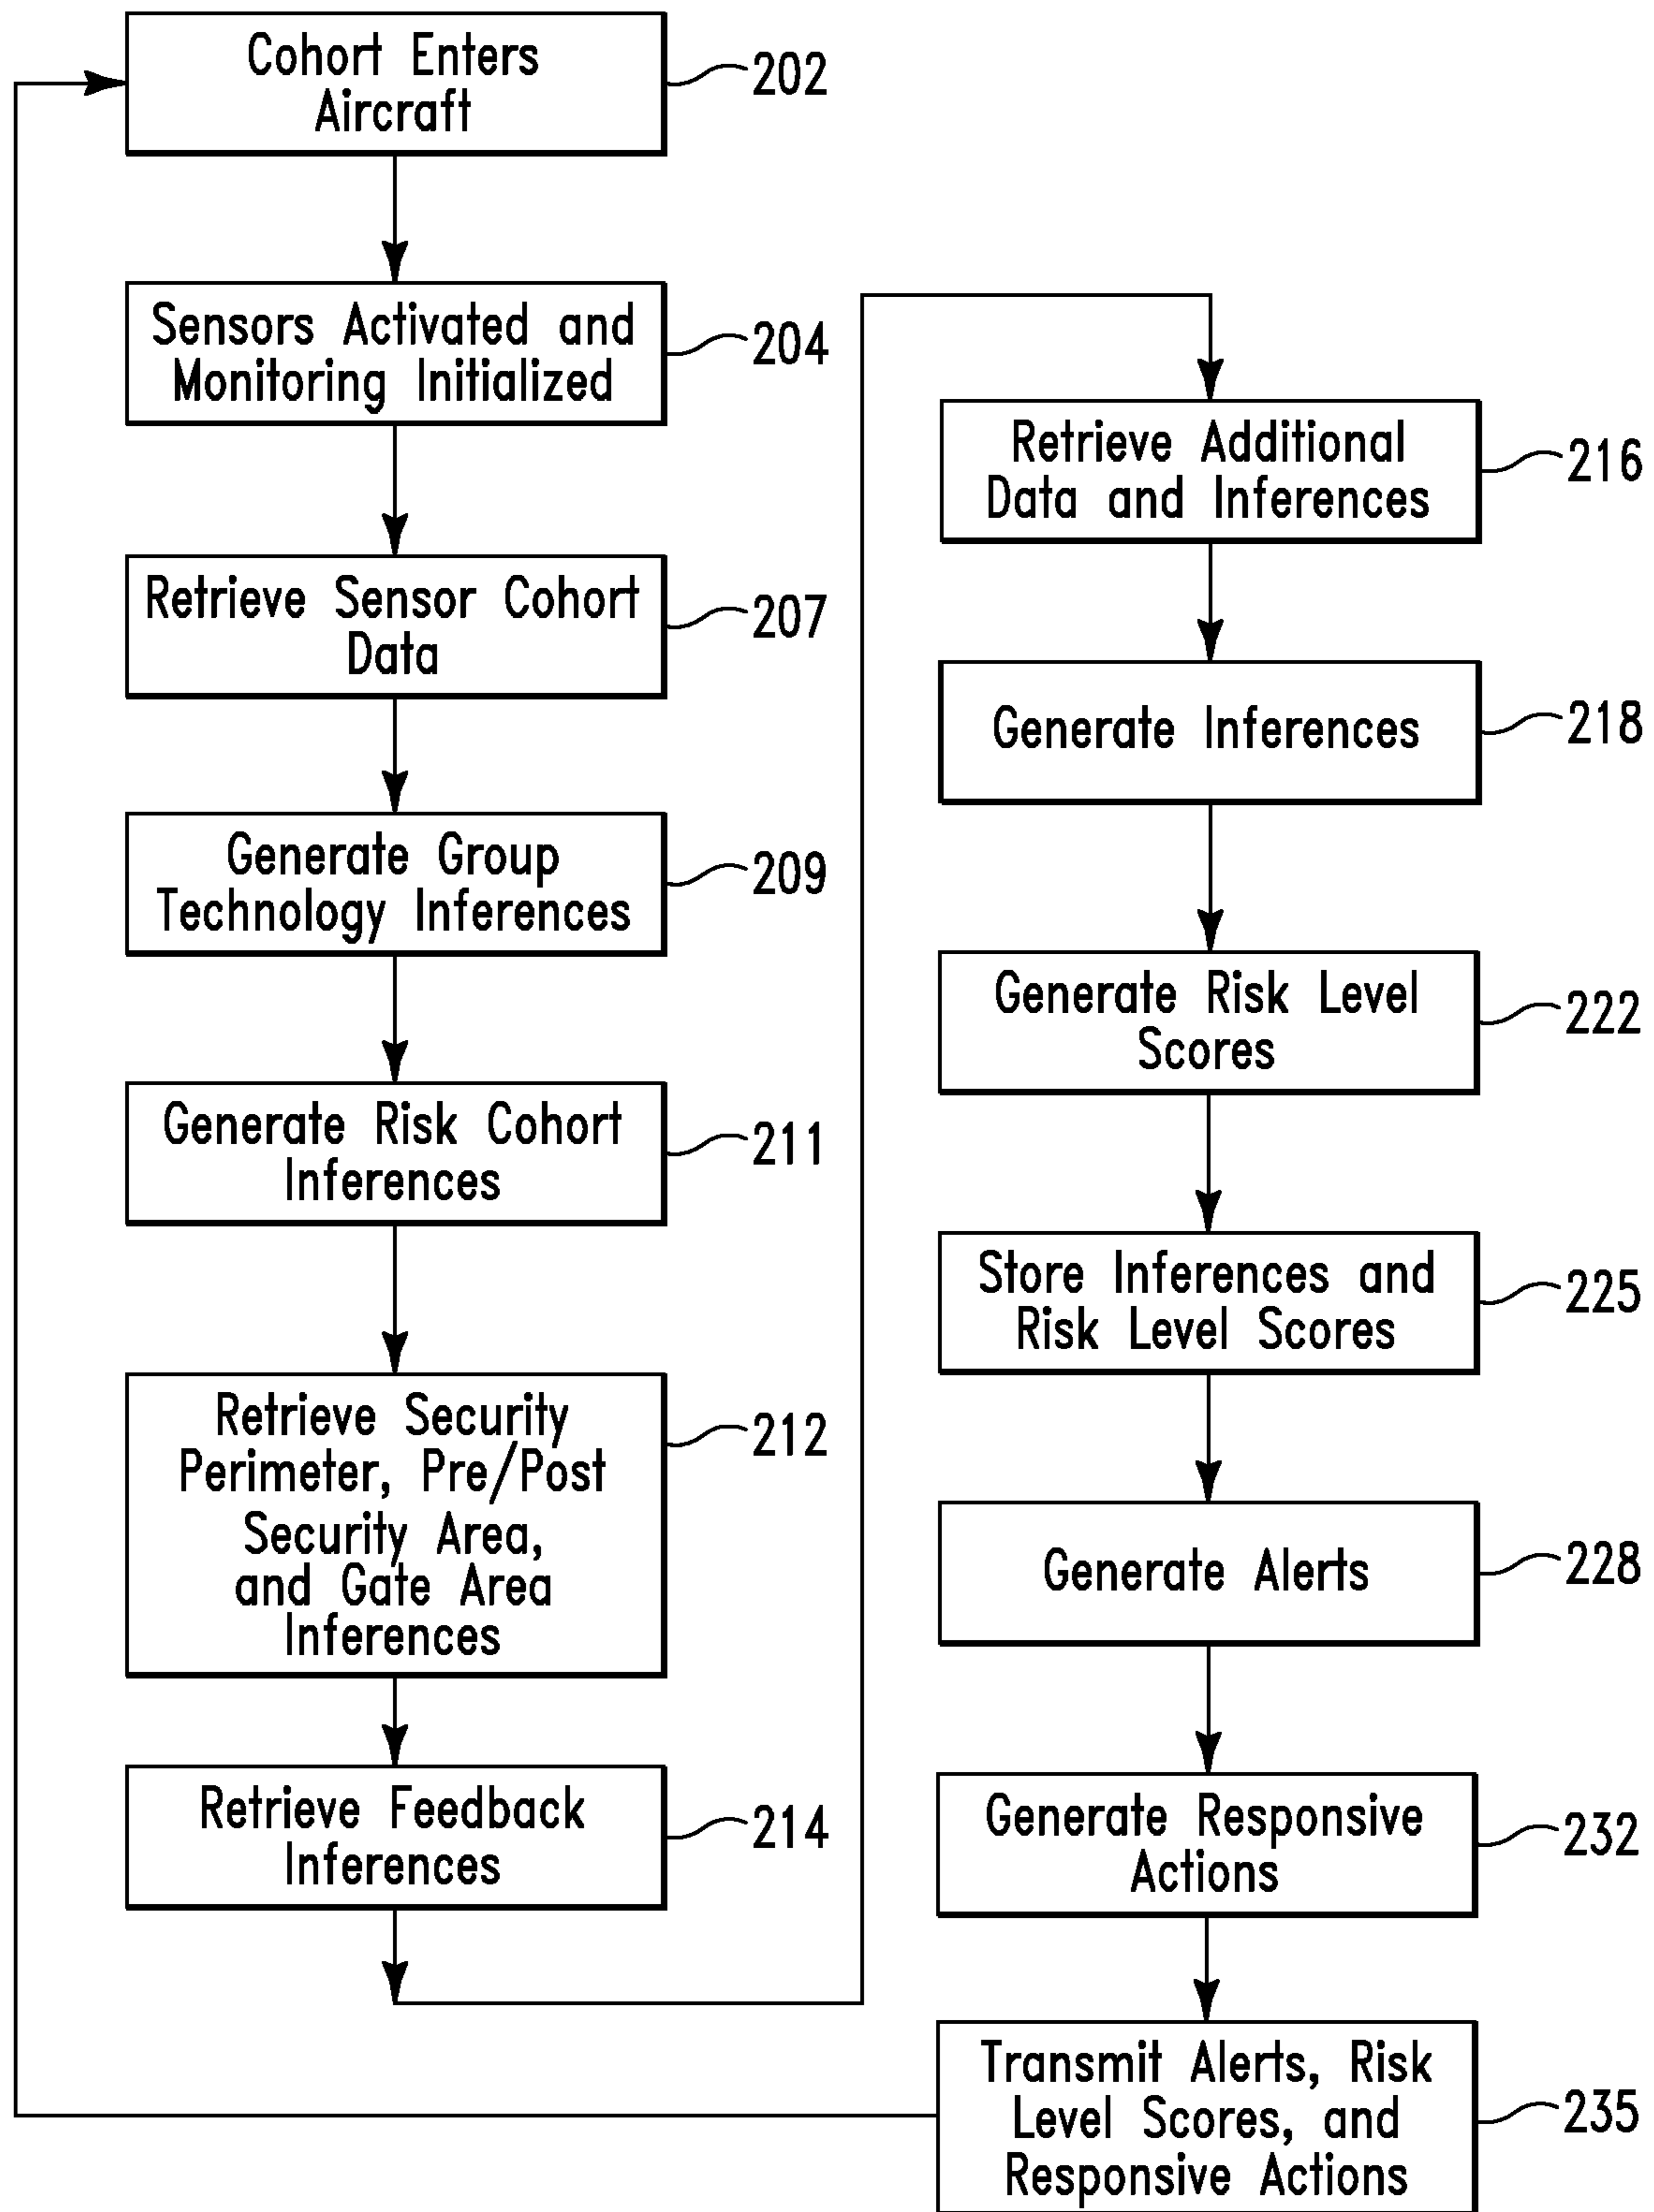 Cohort Enters
Aircraft
202
Sensors Activated and
Monitoring Initialized
204
Retrieve Sensor Cohort
Data
207
Generate Group
Technology Inferences
209
Generate Risk Cohort
Inferences
211
Retrieve Security
Perimeter, Pre/Post
Security Area,
and Gate Area
Inferences
212
Retrieve Feedback
Inferences
214
Retrieve Additional
Data and Inferences
216
Generate Inferences
218
Generate Risk Level
Scores
222
Store Inferences and
Risk Level Scores
225
Generate Alerts
228
Generate Responsive
Actions
232
Transmit Alerts, Risk
Level Scores, and
Responsive Actions
235